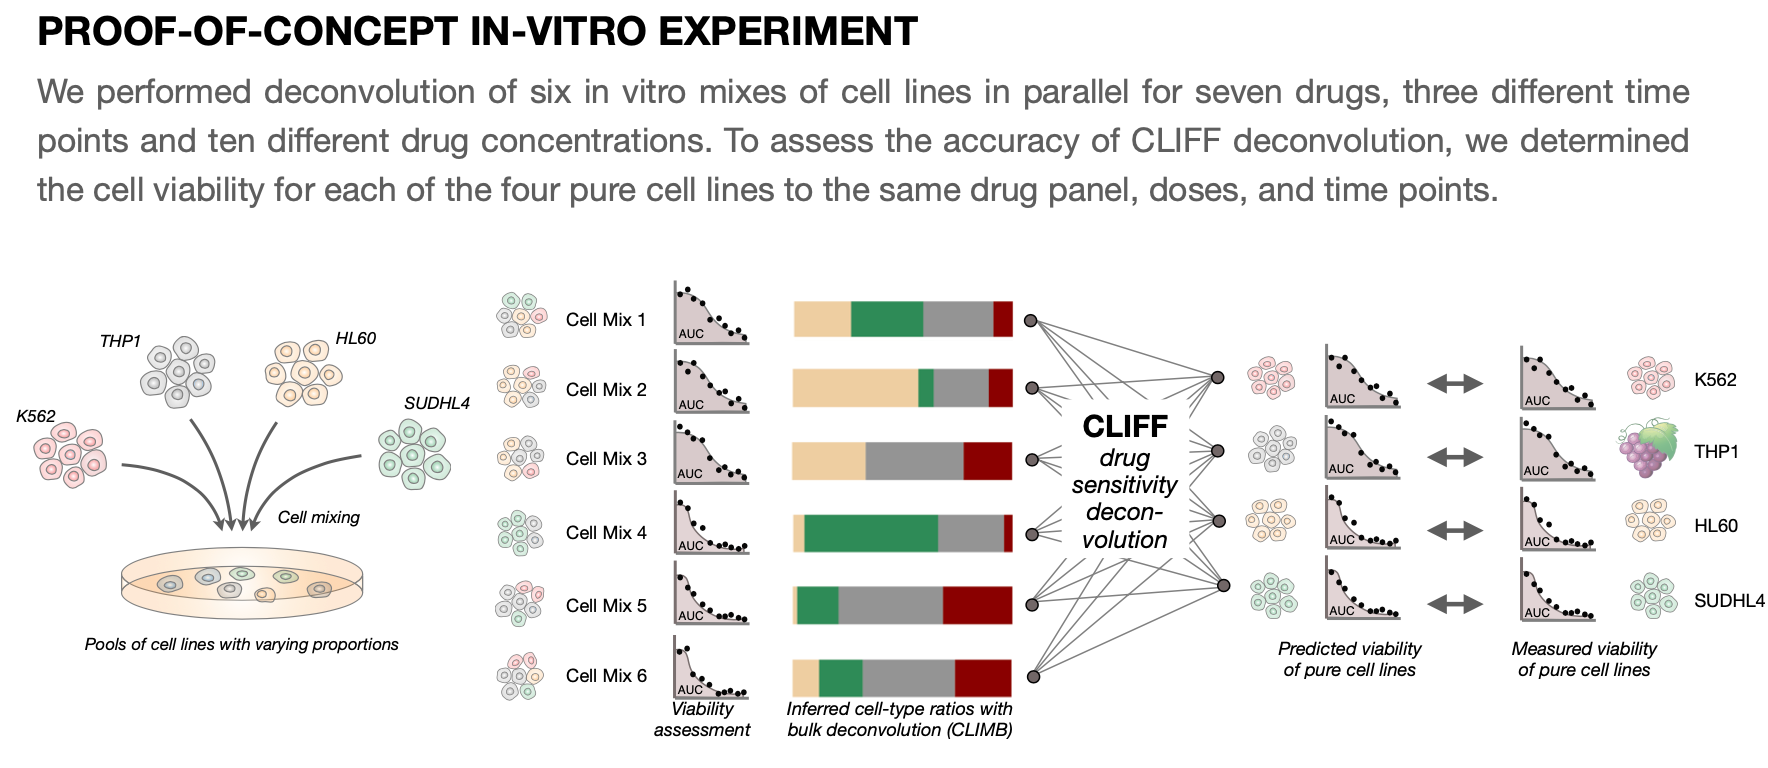 PROOF-OF-CONCEPT IN-VITRO EXPERIMENT
We performed deconvolution of six in vitro mixes of cell lines in parallel for seven drugs, three different time
points and ten different drug concentrations. To assess the accuracy of CLIFF deconvolution, we determined
the cell viability for each of the four pure cell lines to the same drug panel, doses, and time points.
K562
THP1
HL60
SUDHL4
Cell mixing
Pools of cell lines with varying proportions
Cell Mix 1
AUC
Cell Mix 2
AUC
Cell Mix 3
AUC
Cell Mix 4
AUC
Cell Mix 5
AUC
Cell Mix 6
AUC
Viability
assessment
Inferred cell-type ratios with
bulk deconvolution (CLIMB)
CLIFF
drug
sensitivity
decon-
volution
AUC
AUC
K562
AUC
AUC
THP1
AUC
AUC
HL60
AUC
AUC
SUDHL4
Predicted viability
of pure cell lines
Measured viability
of pure cell lines